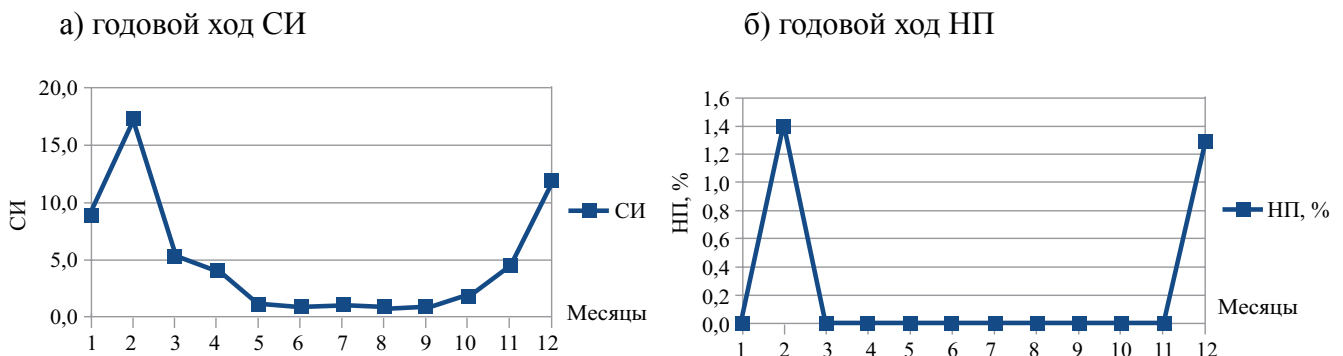 а) годовой ход СИ
20,0
15,0
10,0
5,0
0,0
СИ
1 2 3 4 5 6 7 8 9 10 11 12
Месяцы
СИ
б) годовой ход НП
1,6
1,4
1,2
1,0
0,8
0,6
0,4
0,2
0,0
НП, %
1 2 3 4 5 6 7 8 9 10 11 12
Месяцы
НП, %